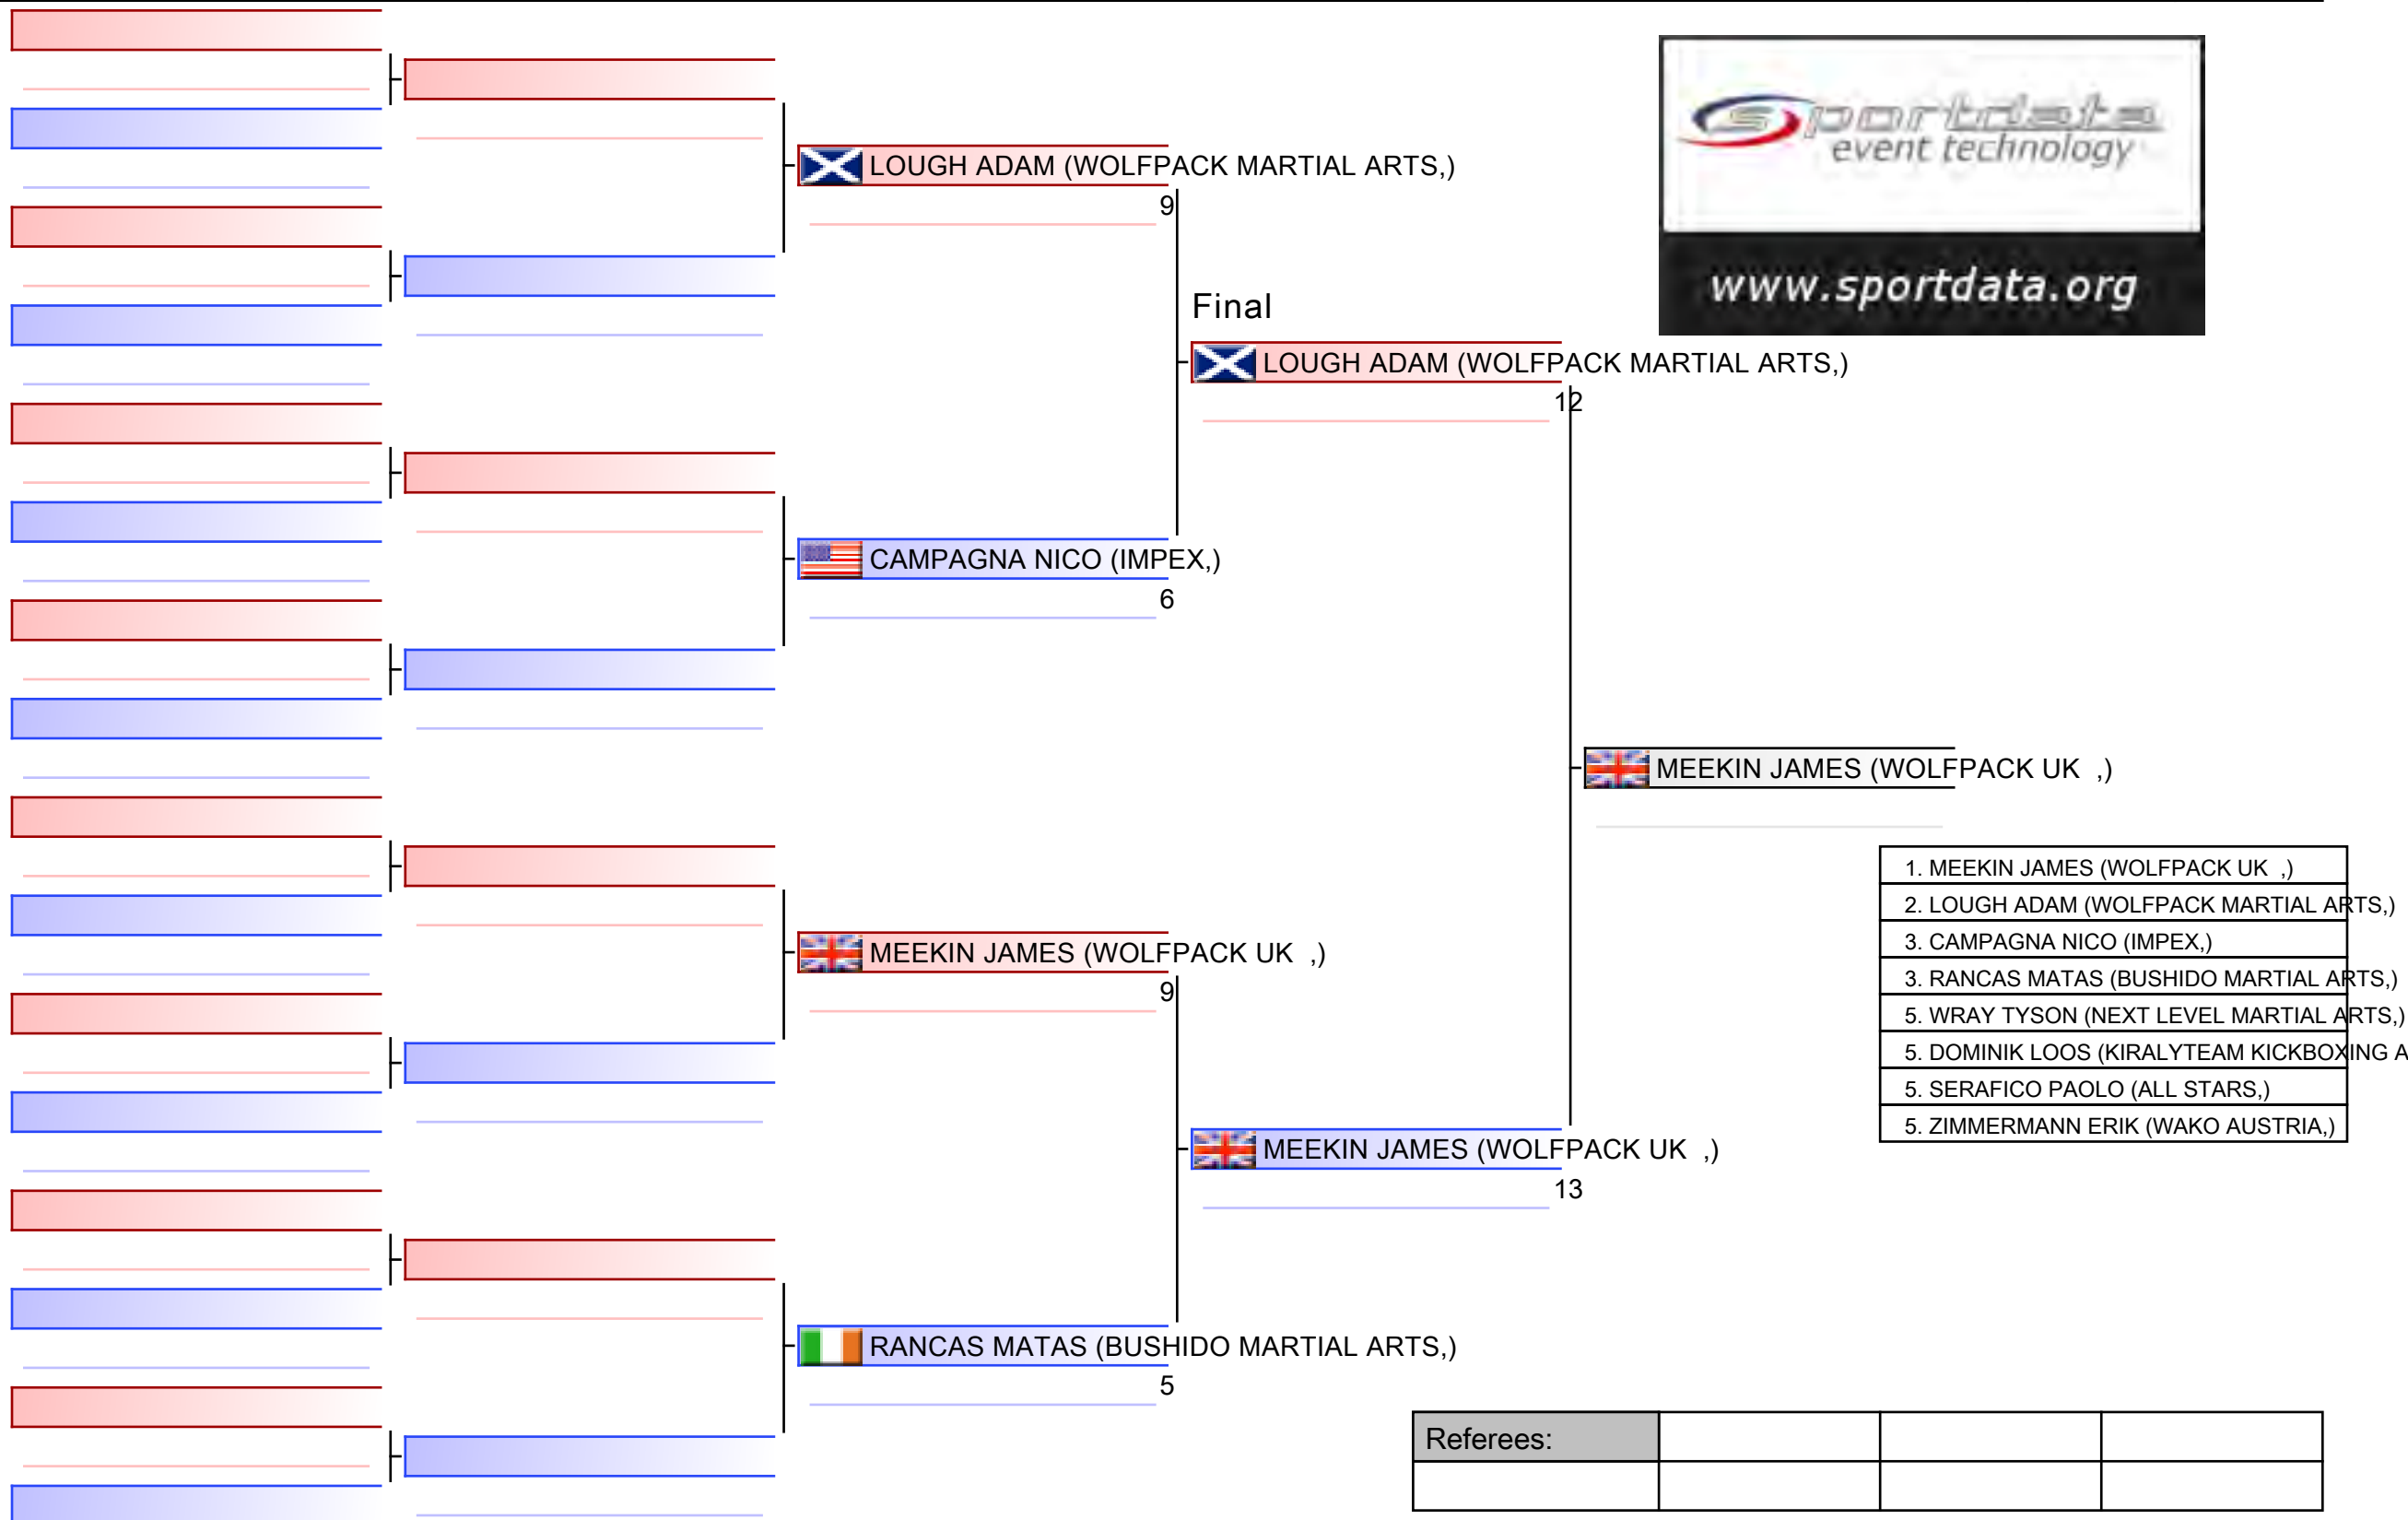 sportdata
event technology
www.sportdata.org
LOUGH ADAM (WOLFPACK MARTIAL ARTS,)
9
Final
LOUGH ADAM (WOLFPACK MARTIAL ARTS,)
12
CAMPAGNA NICO (IMPEX,)
6
MEEKIN JAMES (WOLFPACK UK  ,)
1. MEEKIN JAMES (WOLFPACK UK  ,)
2. LOUGH ADAM (WOLFPACK MARTIAL ARTS,)
3. CAMPAGNA NICO (IMPEX,)
3. RANCAS MATAS (BUSHIDO MARTIAL ARTS,)
5. WRAY TYSON (NEXT LEVEL MARTIAL ARTS,)
5. DOMINIK LOOS (KIRALYTEAM KICKBOXING A
5. SERAFICO PAOLO (ALL STARS,)
5. ZIMMERMANN ERIK (WAKO AUSTRIA,)
MEEKIN JAMES (WOLFPACK UK  ,)
9
MEEKIN JAMES (WOLFPACK UK  ,)
13
RANCAS MATAS (BUSHIDO MARTIAL ARTS,)
5
Referees: